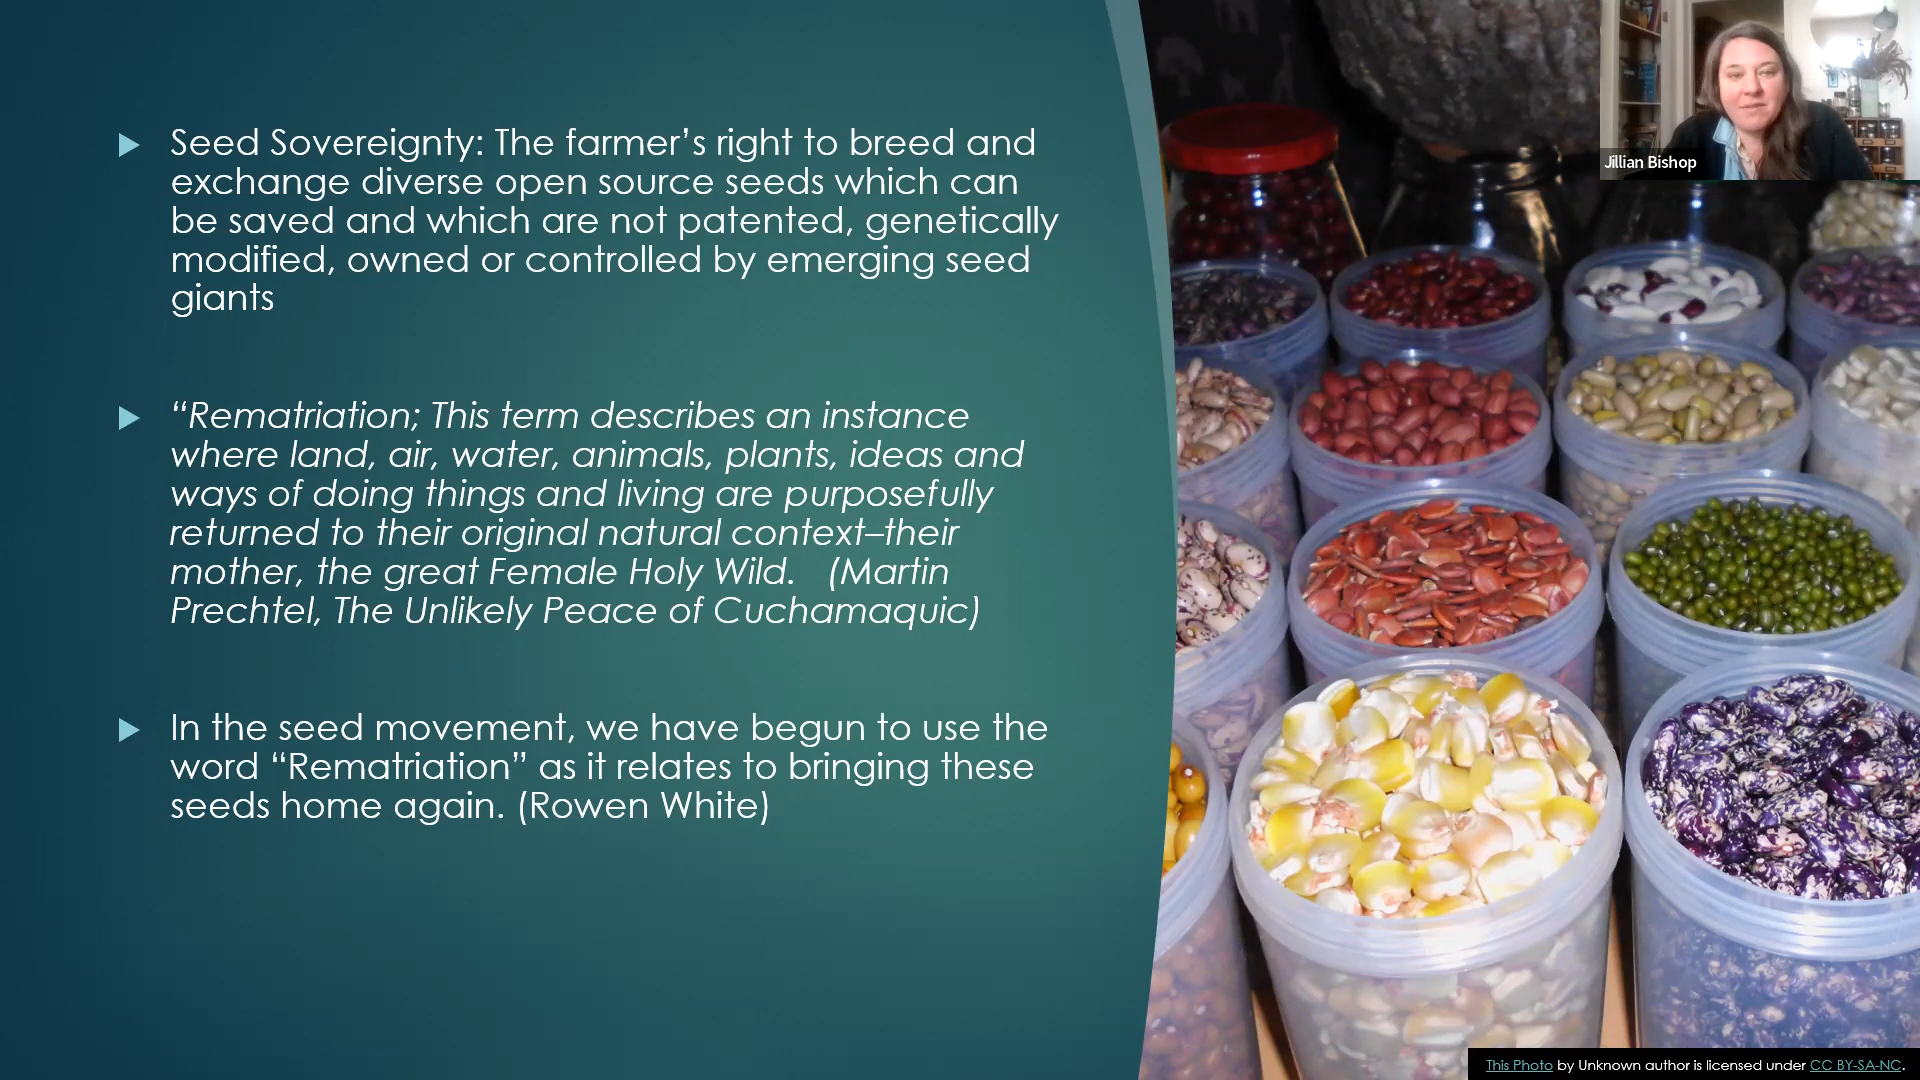 Seed Sovereignty: The farmer’s right to breed and
exchange diverse open source seeds which can
be saved and which are not patented, genetically
modified, owned or controlled by emerging seed
giants
“Rematriation; This term describes an instance
where land, air, water, animals, plants, ideas and
ways of doing things and living are purposefully
returned to their original natural context–their
mother, the great Female Holy Wild.   (Martin
Prechtel, The Unlikely Peace of Cuchamaquic)
In the seed movement, we have begun to use the
word “Rematriation” as it relates to bringing these
seeds home again. (Rowen White)
Jillian Bishop
This Photo by Unknown author is licensed under CC BY-SA-NC.